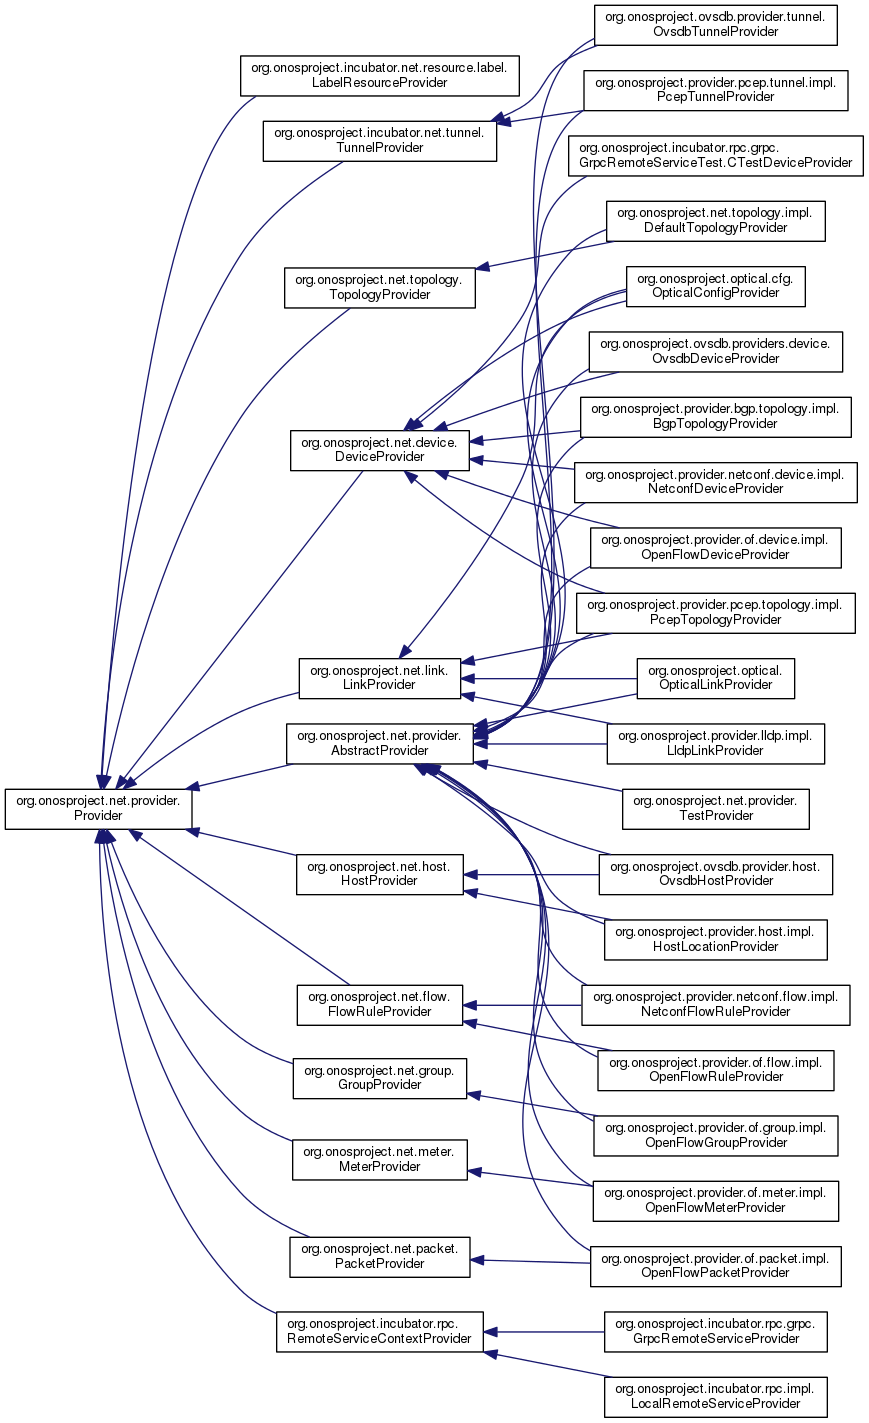 org.onosproject.net.provider.
Provider
org.onosproject.incubator.net.resource.label.
LabelResourceProvider
org.onosproject.incubator.net.tunnel.
TunnelProvider
org.onosproject.net.topology.
TopologyProvider
org.onosproject.net.device.
DeviceProvider
org.onosproject.net.link.
LinkProvider
org.onosproject.net.provider.
AbstractProvider
org.onosproject.net.host.
HostProvider
org.onosproject.net.flow.
FlowRuleProvider
org.onosproject.net.group.
GroupProvider
org.onosproject.net.meter.
MeterProvider
org.onosproject.net.packet.
PacketProvider
org.onosproject.incubator.rpc.
RemoteServiceContextProvider
org.onosproject.ovsdb.provider.tunnel.
OvsdbTunnelProvider
org.onosproject.provider.pcep.tunnel.impl.
PcepTunnelProvider
org.onosproject.incubator.rpc.grpc.
GrpcRemoteServiceTest.CTestDeviceProvider
org.onosproject.net.topology.impl.
DefaultTopologyProvider
org.onosproject.optical.cfg.
OpticalConfigProvider
org.onosproject.ovsdb.providers.device.
OvsdbDeviceProvider
org.onosproject.provider.bgp.topology.impl.
BgpTopologyProvider
org.onosproject.provider.netconf.device.impl.
NetconfDeviceProvider
org.onosproject.provider.of.device.impl.
OpenFlowDeviceProvider
org.onosproject.provider.pcep.topology.impl.
PcepTopologyProvider
org.onosproject.optical.
OpticalLinkProvider
org.onosproject.provider.lldp.impl.
LldpLinkProvider
org.onosproject.net.provider.
TestProvider
org.onosproject.ovsdb.provider.host.
OvsdbHostProvider
org.onosproject.provider.host.impl.
HostLocationProvider
org.onosproject.provider.netconf.flow.impl.
NetconfFlowRuleProvider
org.onosproject.provider.of.flow.impl.
OpenFlowRuleProvider
org.onosproject.provider.of.group.impl.
OpenFlowGroupProvider
org.onosproject.provider.of.meter.impl.
OpenFlowMeterProvider
org.onosproject.provider.of.packet.impl.
OpenFlowPacketProvider
org.onosproject.incubator.rpc.grpc.
GrpcRemoteServiceProvider
org.onosproject.incubator.rpc.impl.
LocalRemoteServiceProvider